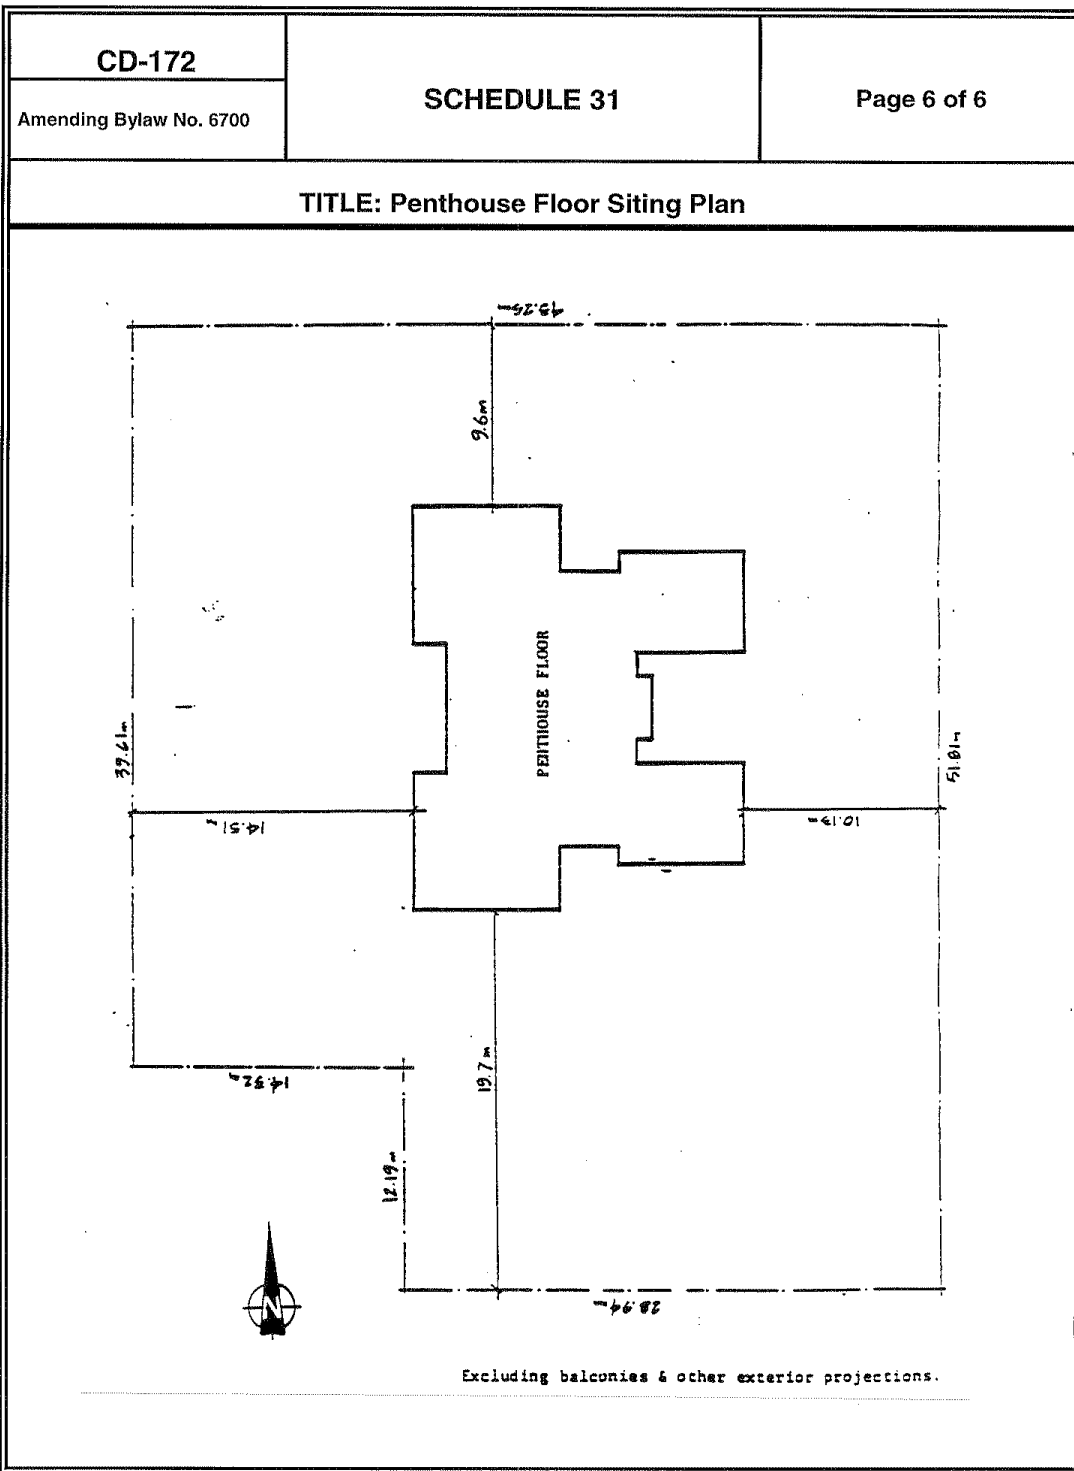 CD-172
Amending Bylaw No. 6700
SCHEDULE 31
Page 6 of 6
TITLE: Penthouse Floor Siting Plan
43.25m
9.6m
PENTHOUSE FLOOR
39.61m
51.81m
14.51m
10.13m
14.32m
19.7m
12.19m
N
28.94m
Excluding balconies & other exterior projections.